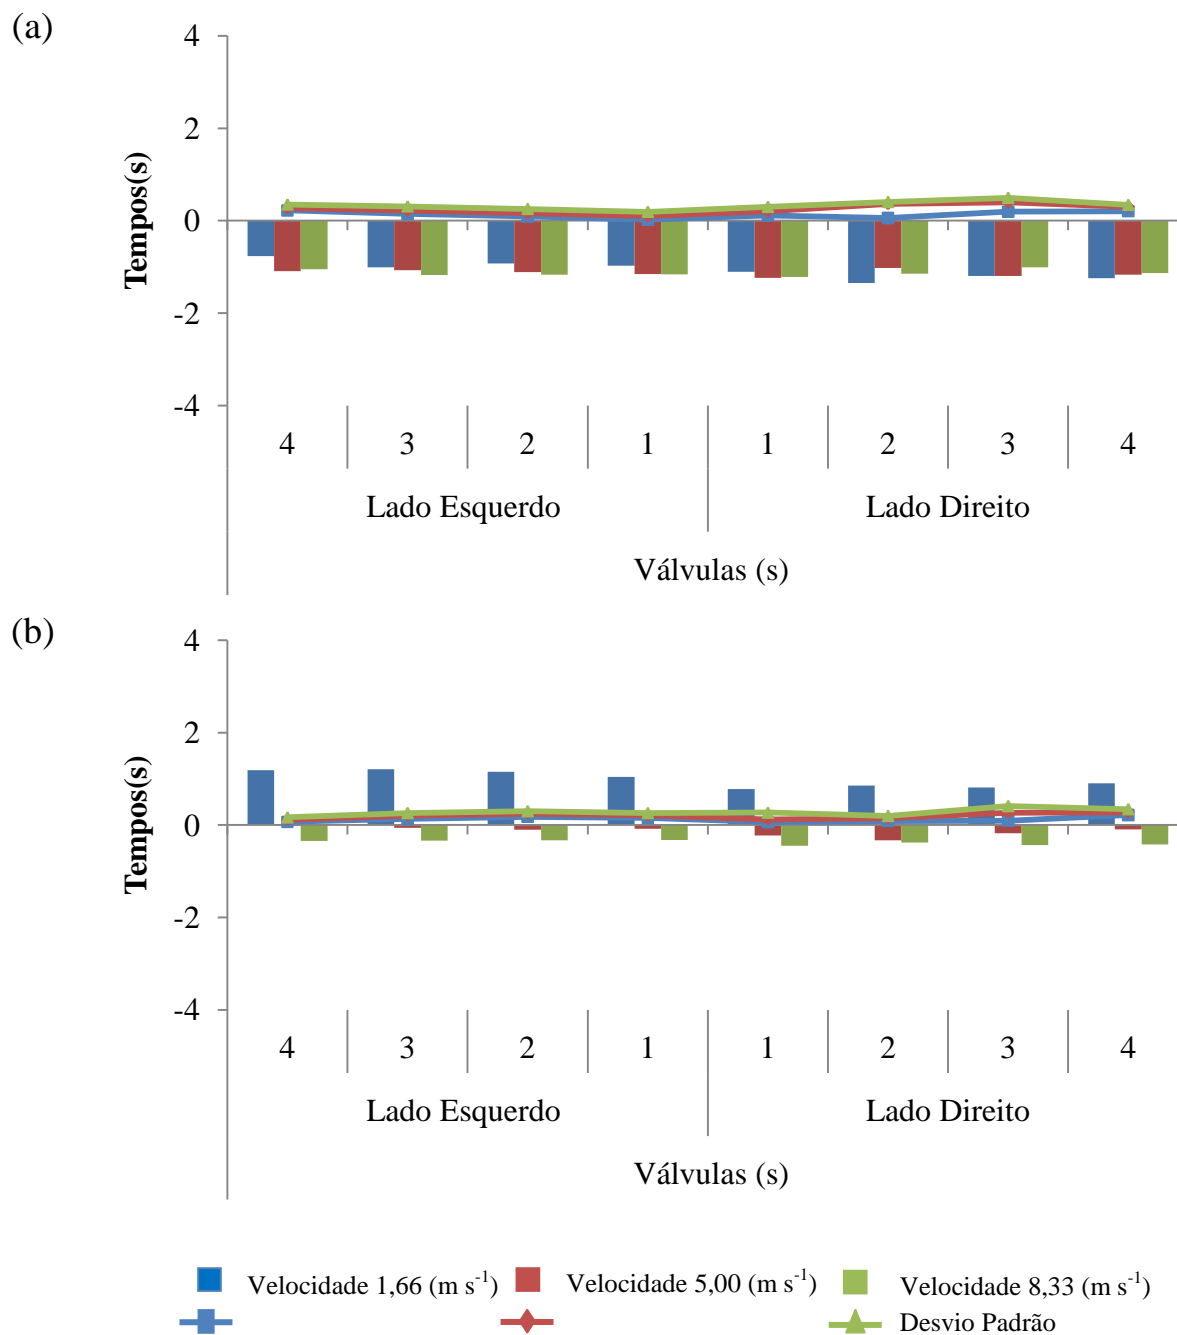 (a)
4
2
0
-2
-4
Tempos(s)
4 3 2 1 1 2 3 4
Lado Esquerdo Lado Direito
Válvulas (s)
(b)
4
2
0
-2
-4
Tempos(s)
4 3 2 1 1 2 3 4
Lado Esquerdo Lado Direito
Válvulas (s)
Velocidade 1,66 (m s⁻¹) Velocidade 5,00 (m s⁻¹) Velocidade 8,33 (m s⁻¹)
Desvio Padrão